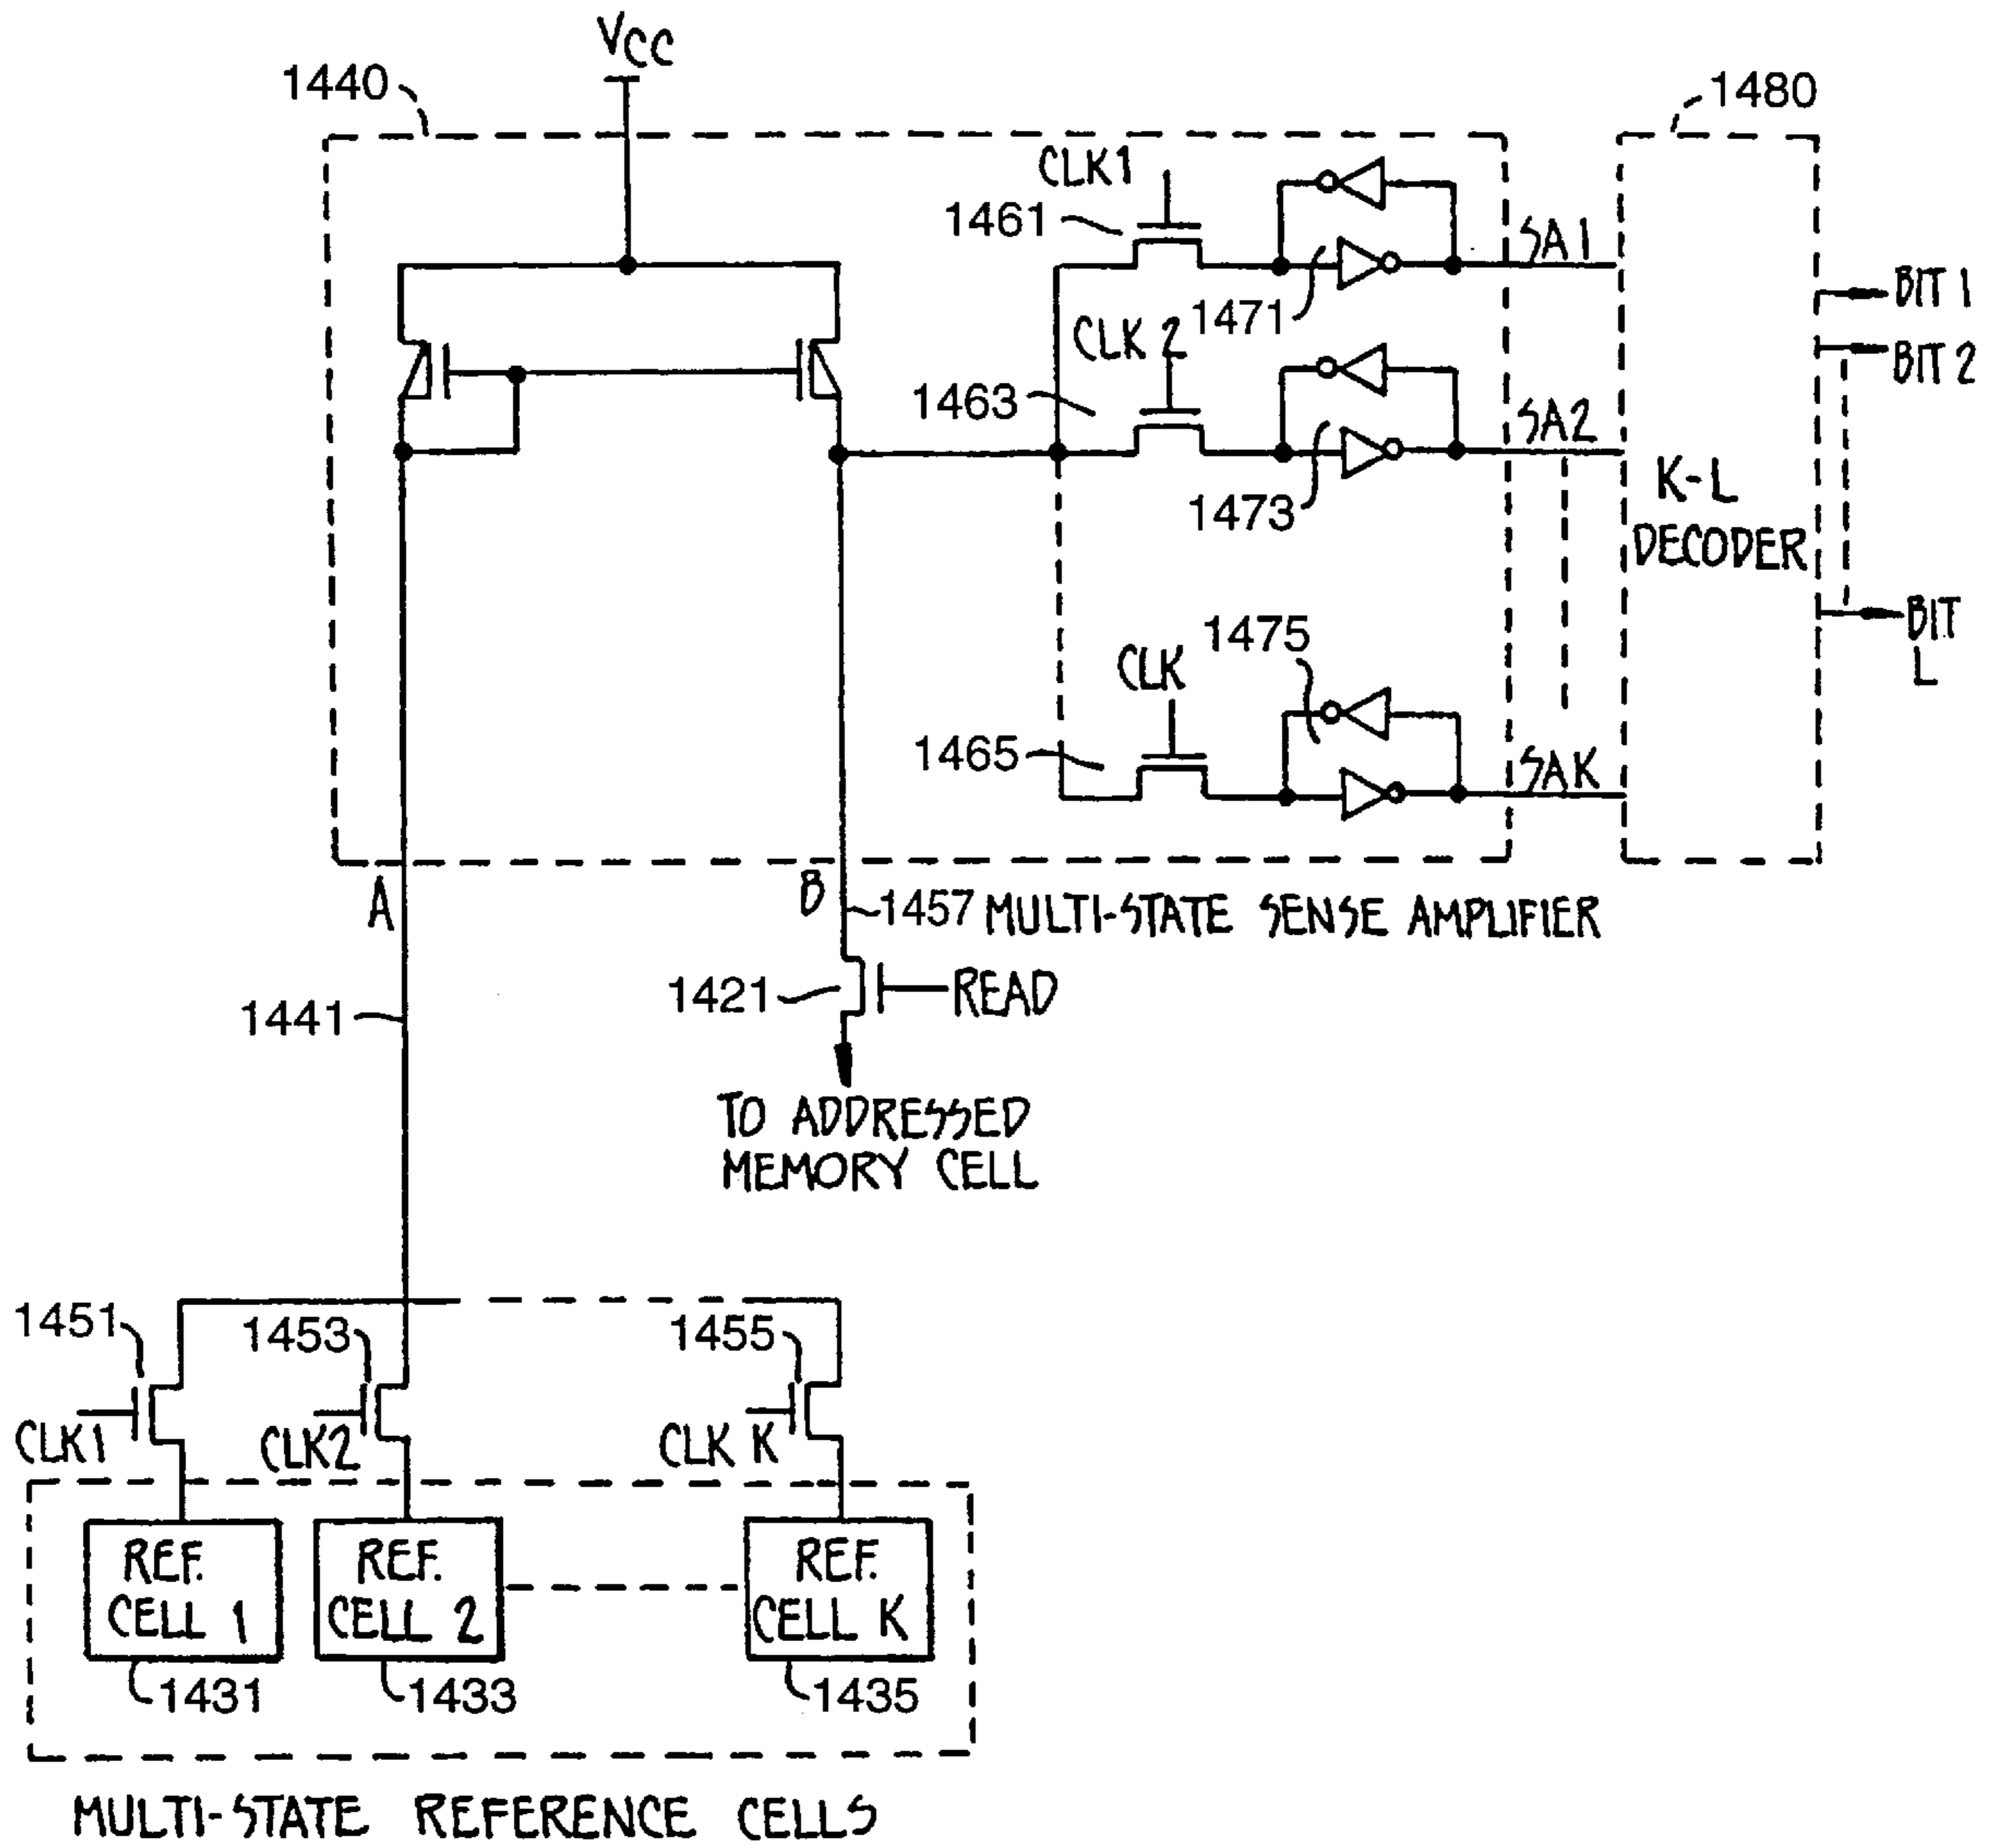 VCC
1440
1480
CLK1
1461
1471
SA1
BIT 1
CLK 2
BIT 2
1463
1473
SA2
K-L
DECODER
1475
BIT
L
CLK
1465
SAK
A
B
1457
MULTI-STATE SENSE AMPLIFIER
1421
READ
1441
TO ADDRESSED
MEMORY CELL
1451
1453
1455
CLK1
CLK2
CLK K
REF.
CELL 1
REF.
CELL 2
REF.
CELL K
1431
1433
1435
MULTI-STATE REFERENCE CELLS